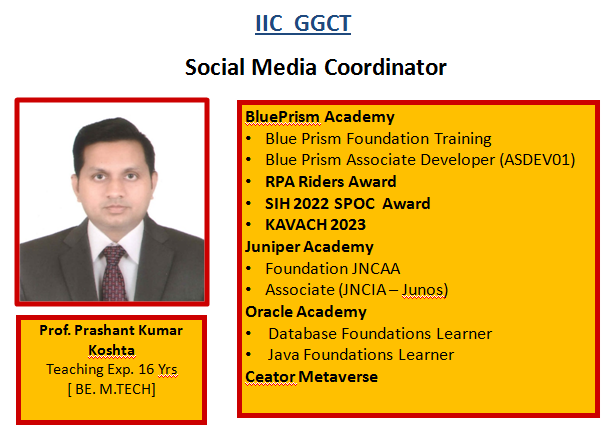 IIC GGCT
Social Media Coordinator
BluePrism Academy
• Blue Prism Foundation Training
• Blue Prism Associate Developer (ASDEV01)
• RPA Riders Award
• SIH 2022 SPOC Award
• KAVACH 2023
Juniper Academy
• Foundation JNCAA
• Associate (JNCIA – Junos)
Oracle Academy
• Database Foundations Learner
• Java Foundations Learner
Ceator Metaverse
Prof. Prashant Kumar
Koshta
Teaching Exp. 16 Yrs
[ BE. M.TECH]